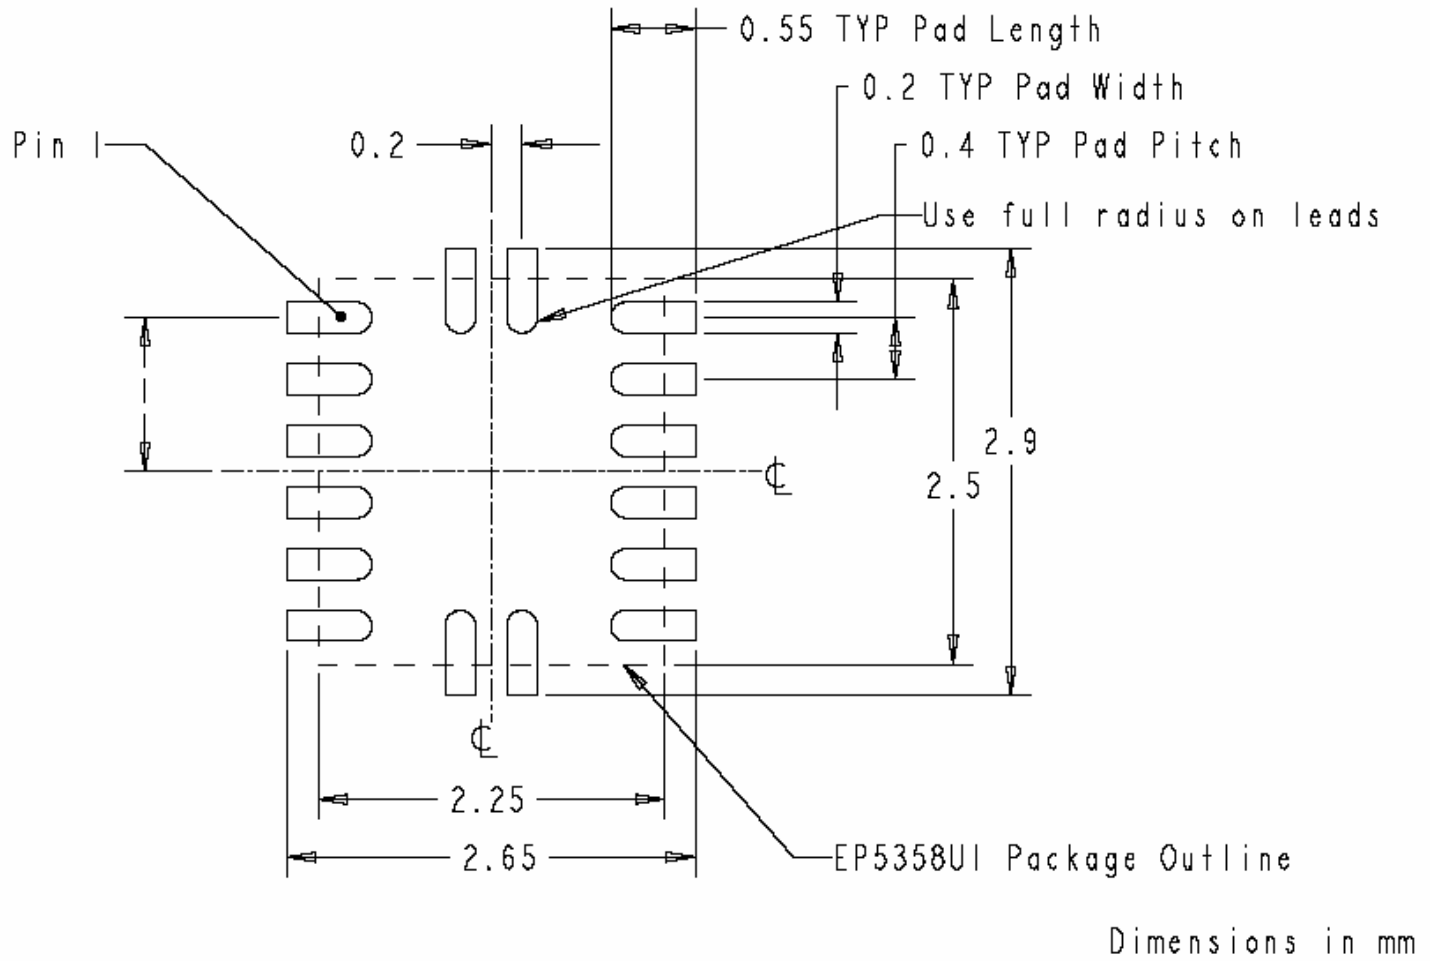 0.55 TYP Pad Length
0.2 TYP Pad Width
Pin 1
0.2
0.4 TYP Pad Pitch
Use full radius on leads
2.9
2.5
℄
℄
2.25
2.65
EP5358UI Package Outline
Dimensions in mm